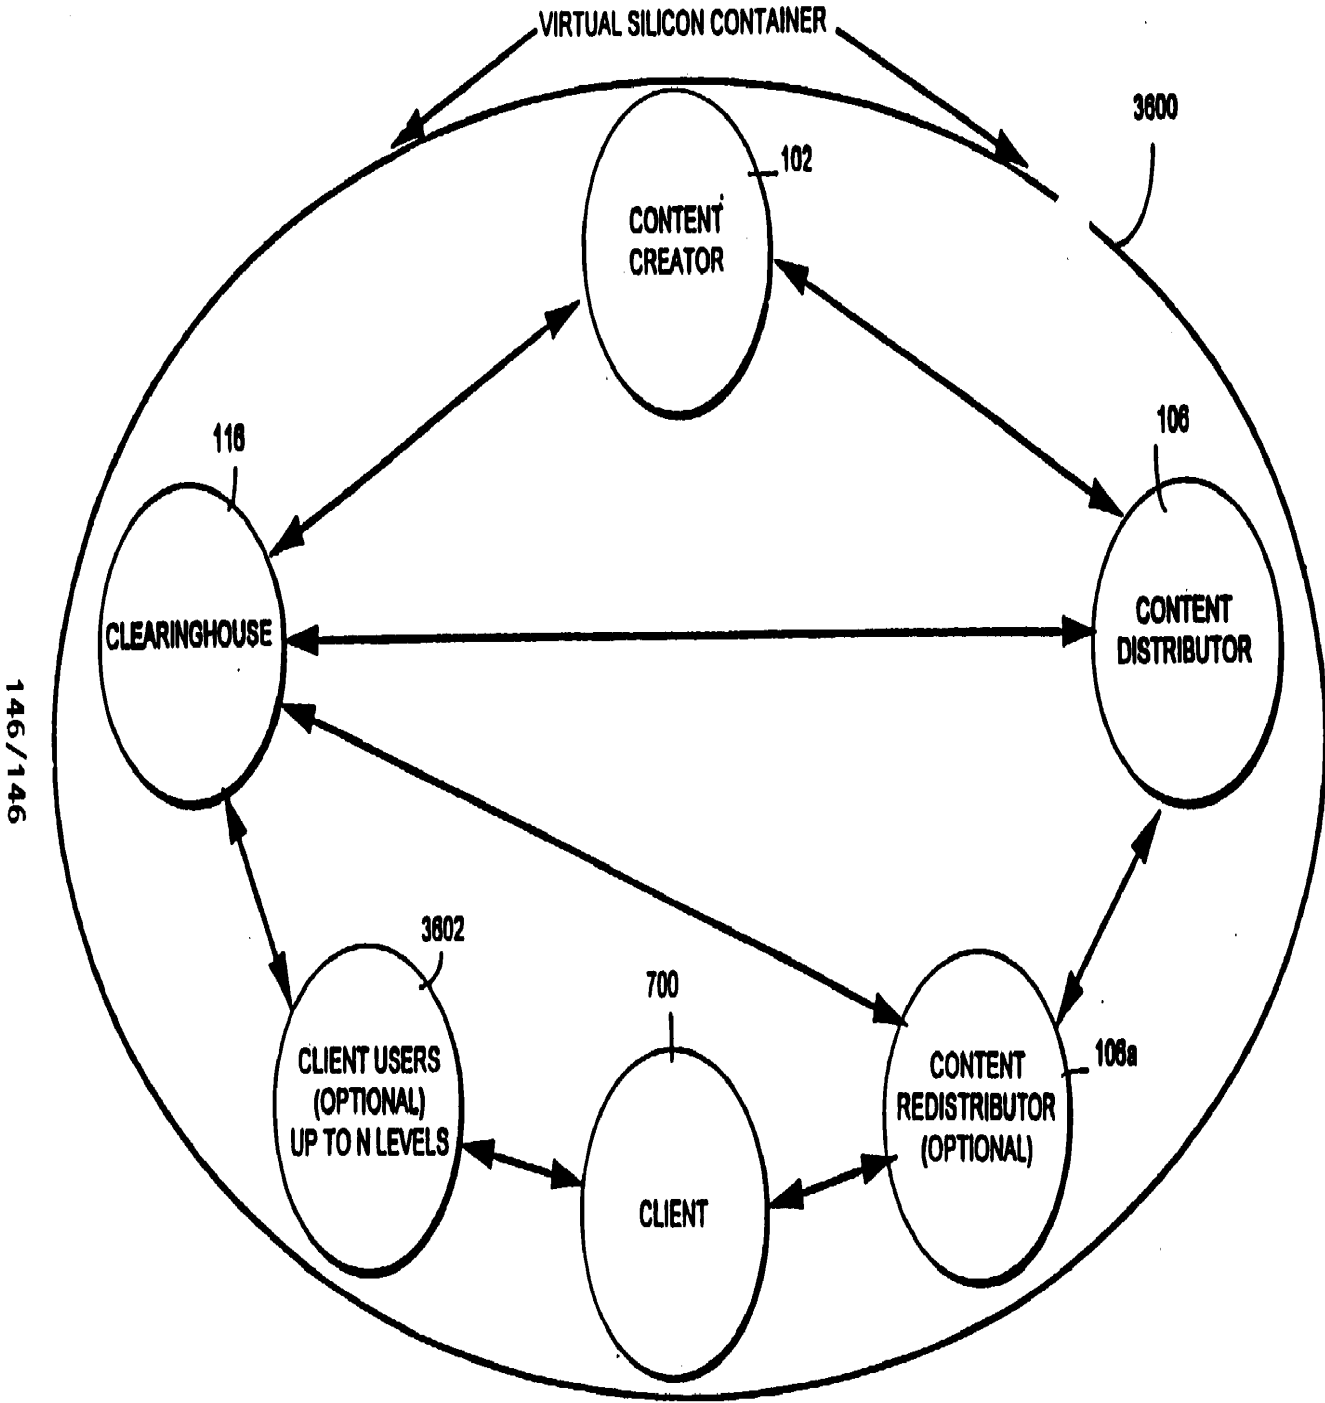 VIRTUAL SILICON CONTAINER
3600
102
CONTENT
CREATOR
116
106
CLEARINGHOUSE
CONTENT
DISTRIBUTOR
146/146
3602
700
CLIENT USERS
(OPTIONAL)
UP TO N LEVELS
106a
CONTENT
REDISTRIBUTOR
(OPTIONAL)
CLIENT